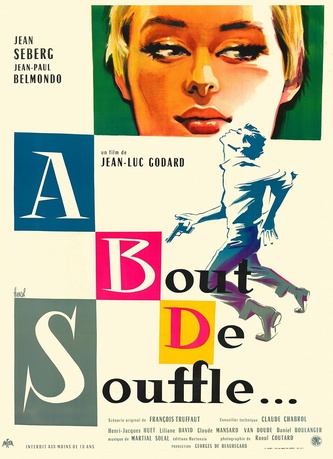 JEAN
SEBERG
JEAN-PAUL
BELMONDO
un film de
JEAN-LUC GODARD
A
Bout
De
Souffle...
Scénario original de FRANÇOIS TRUFFAUT Conseiller technique CLAUDE CHABROL
Henri-Jacques HUET Liliane DAVID Claude MANSARD VAN DOUDE Daniel BOULANGER
musique de MARTIAL SOLAL éditions Hortensia photographie de Raoul COUTARD
Production GEORGES DE BEAUREGARD
INTERDIT AUX MOINS DE 18 ANS